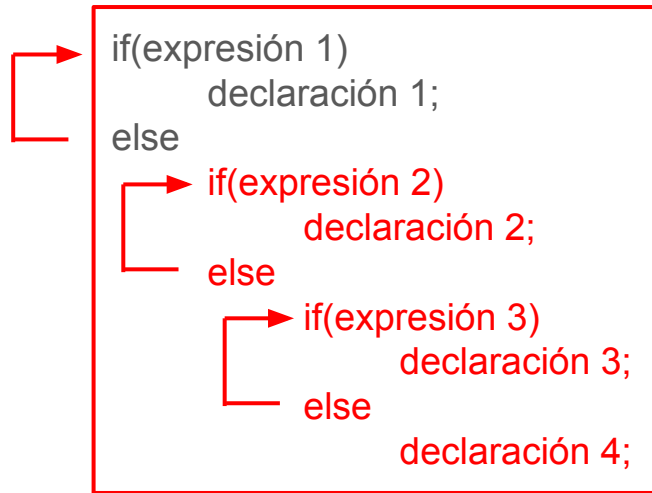 if(expresión 1)
declaración 1;
else
if(expresión 2)
declaración 2;
else
if(expresión 3)
declaración 3;
else
declaración 4;